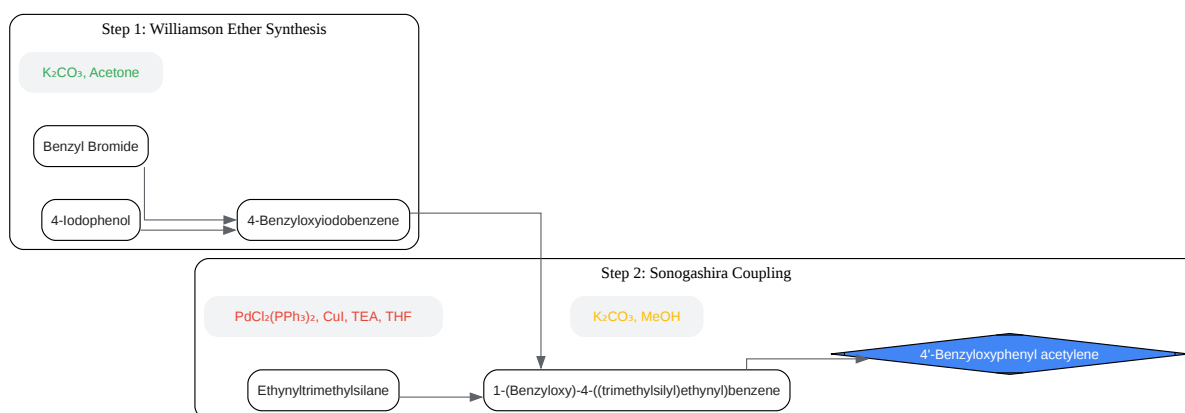 Step 1: Williamson Ether Synthesis
K₂CO₃, Acetone
Benzyl Bromide
4-Iodophenol
4-Benzyloxyiodobenzene
Step 2: Sonogashira Coupling
PdCl₂(PPh₃)₂, CuI, TEA, THF
K₂CO₃, MeOH
4'-Benzyloxyphenyl acetylene
Ethynyltrimethylsilane
1-(Benzyloxy)-4-((trimethylsilyl)ethynyl)benzene